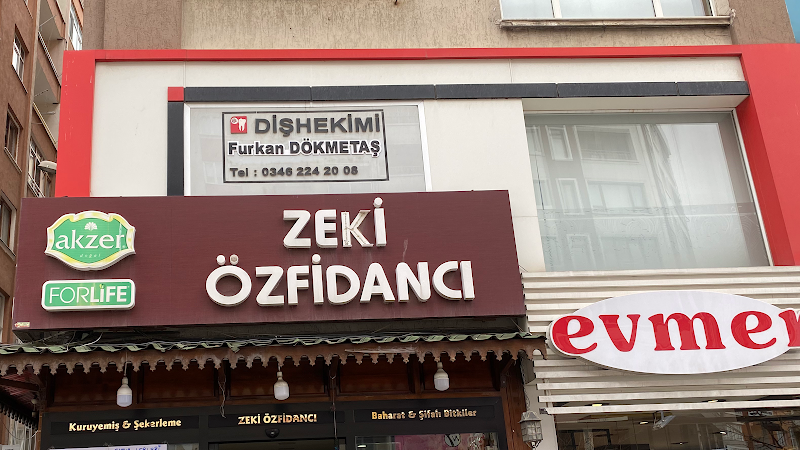 DİŞHEKİMİ
Furkan DÖKMETAŞ
Tel : 0346 224 20 08
akzer
doğal
FORLİFE
ZEKİ
ÖZFİDANCI
evmer
Kuruyemiş & Şekerleme
ZEKİ ÖZFİDANCI
Baharat & Şifalı Bitkiler